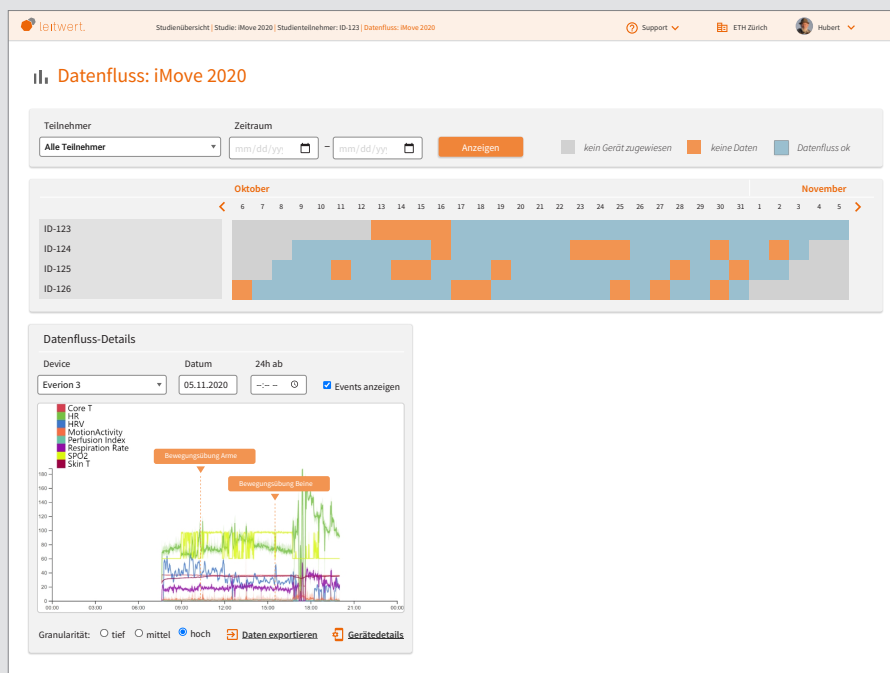 leitwert.
Studienübersicht | Studie: iMove 2020 | Studienteilnehmer: ID-123 | Datenfluss: iMove 2020
Support
ETH Zürich
Hubert
Datenfluss: iMove 2020
Teilnehmer
Zeitraum
Alle Teilnehmer
mm/dd/yy
–
mm/dd/yy
Anzeigen
kein Gerät zugewiesen
keine Daten
Datenfluss ok
Oktober
November
6 7 8 9 10 11 12 13 14 15 16 17 18 19 20 21 22 23 24 25 26 27 28 29 30 31 1 2 3 4 5
ID-123
ID-124
ID-125
ID-126
Datenfluss-Details
Device
Datum
24h ab
Everion 3
05.11.2020
--:-- --
Events anzeigen
Core T
HR
HRV
MotionActivity
Perfusion Index
Respiration Rate
SPO2
Skin T
Bewegungsübung Arme
Bewegungsübung Beine
180
160
140
120
100
80
60
40
20
0
00:00 03:00 06:00 09:00 12:00 15:00 18:00 21:00 00:00
Granularität: tief mittel hoch
Daten exportieren
Gerätedetails